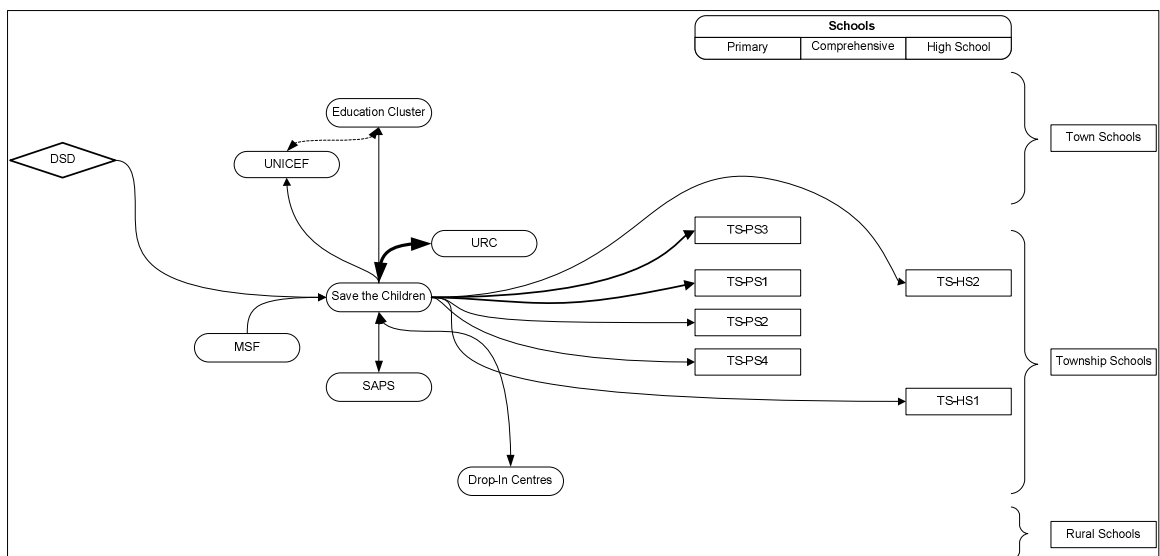 Schools
Primary
Comprehensive
High School
Education Cluster
Town Schools
DSD
UNICEF
TS-PS3
URC
TS-PS1
TS-HS2
Save the Children
TS-PS2
MSF
TS-PS4
Township Schools
SAPS
TS-HS1
Drop-In Centres
Rural Schools